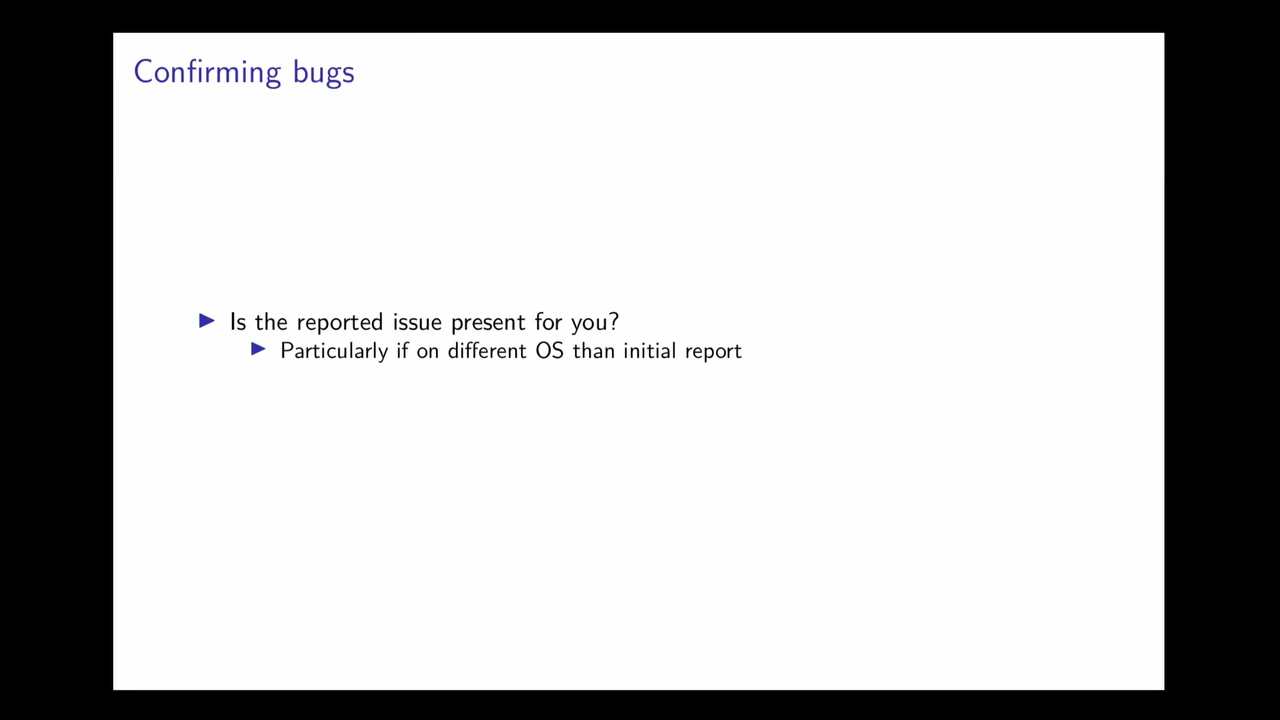 Confirming bugs
Is the reported issue present for you?
Particularly if on different OS than initial report